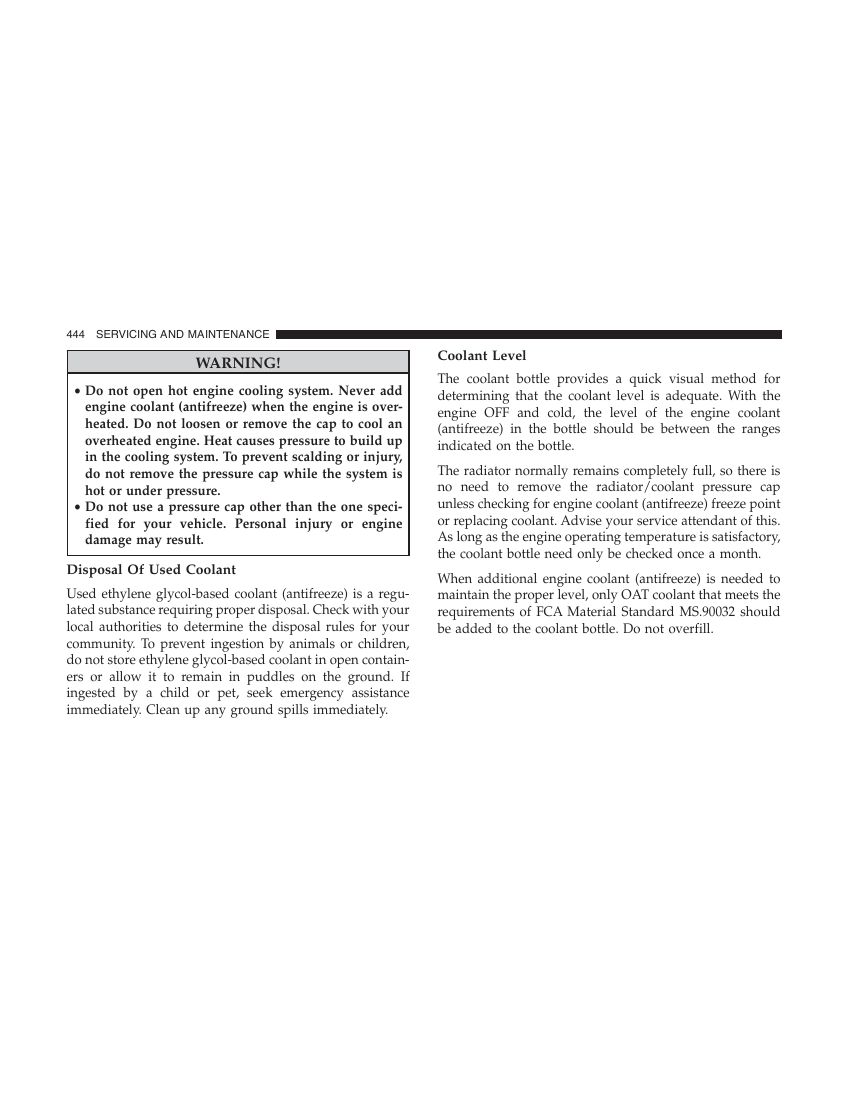 444 SERVICING AND MAINTENANCE
WARNING!
• Do not open hot engine cooling system. Never add
engine coolant (antifreeze) when the engine is over-
heated. Do not loosen or remove the cap to cool an
overheated engine. Heat causes pressure to build up
in the cooling system. To prevent scalding or injury,
do not remove the pressure cap while the system is
hot or under pressure.
• Do not use a pressure cap other than the one speci-
fied for your vehicle. Personal injury or engine
damage may result.
Disposal Of Used Coolant
Used ethylene glycol-based coolant (antifreeze) is a regu-
lated substance requiring proper disposal. Check with your
local authorities to determine the disposal rules for your
community. To prevent ingestion by animals or children,
do not store ethylene glycol-based coolant in open contain-
ers or allow it to remain in puddles on the ground. If
ingested by a child or pet, seek emergency assistance
immediately. Clean up any ground spills immediately.
Coolant Level
The coolant bottle provides a quick visual method for
determining that the coolant level is adequate. With the
engine OFF and cold, the level of the engine coolant
(antifreeze) in the bottle should be between the ranges
indicated on the bottle.
The radiator normally remains completely full, so there is
no need to remove the radiator/coolant pressure cap
unless checking for engine coolant (antifreeze) freeze point
or replacing coolant. Advise your service attendant of this.
As long as the engine operating temperature is satisfactory,
the coolant bottle need only be checked once a month.
When additional engine coolant (antifreeze) is needed to
maintain the proper level, only OAT coolant that meets the
requirements of FCA Material Standard MS.90032 should
be added to the coolant bottle. Do not overfill.